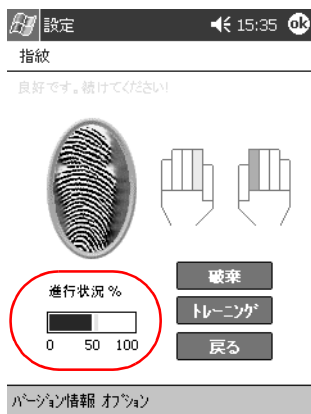 設定 15:35 ok
指紋
良好です。続けてください!
進行状況 %
0 50 100
破棄
トレーニング
戻る
バージョン情報 オプション